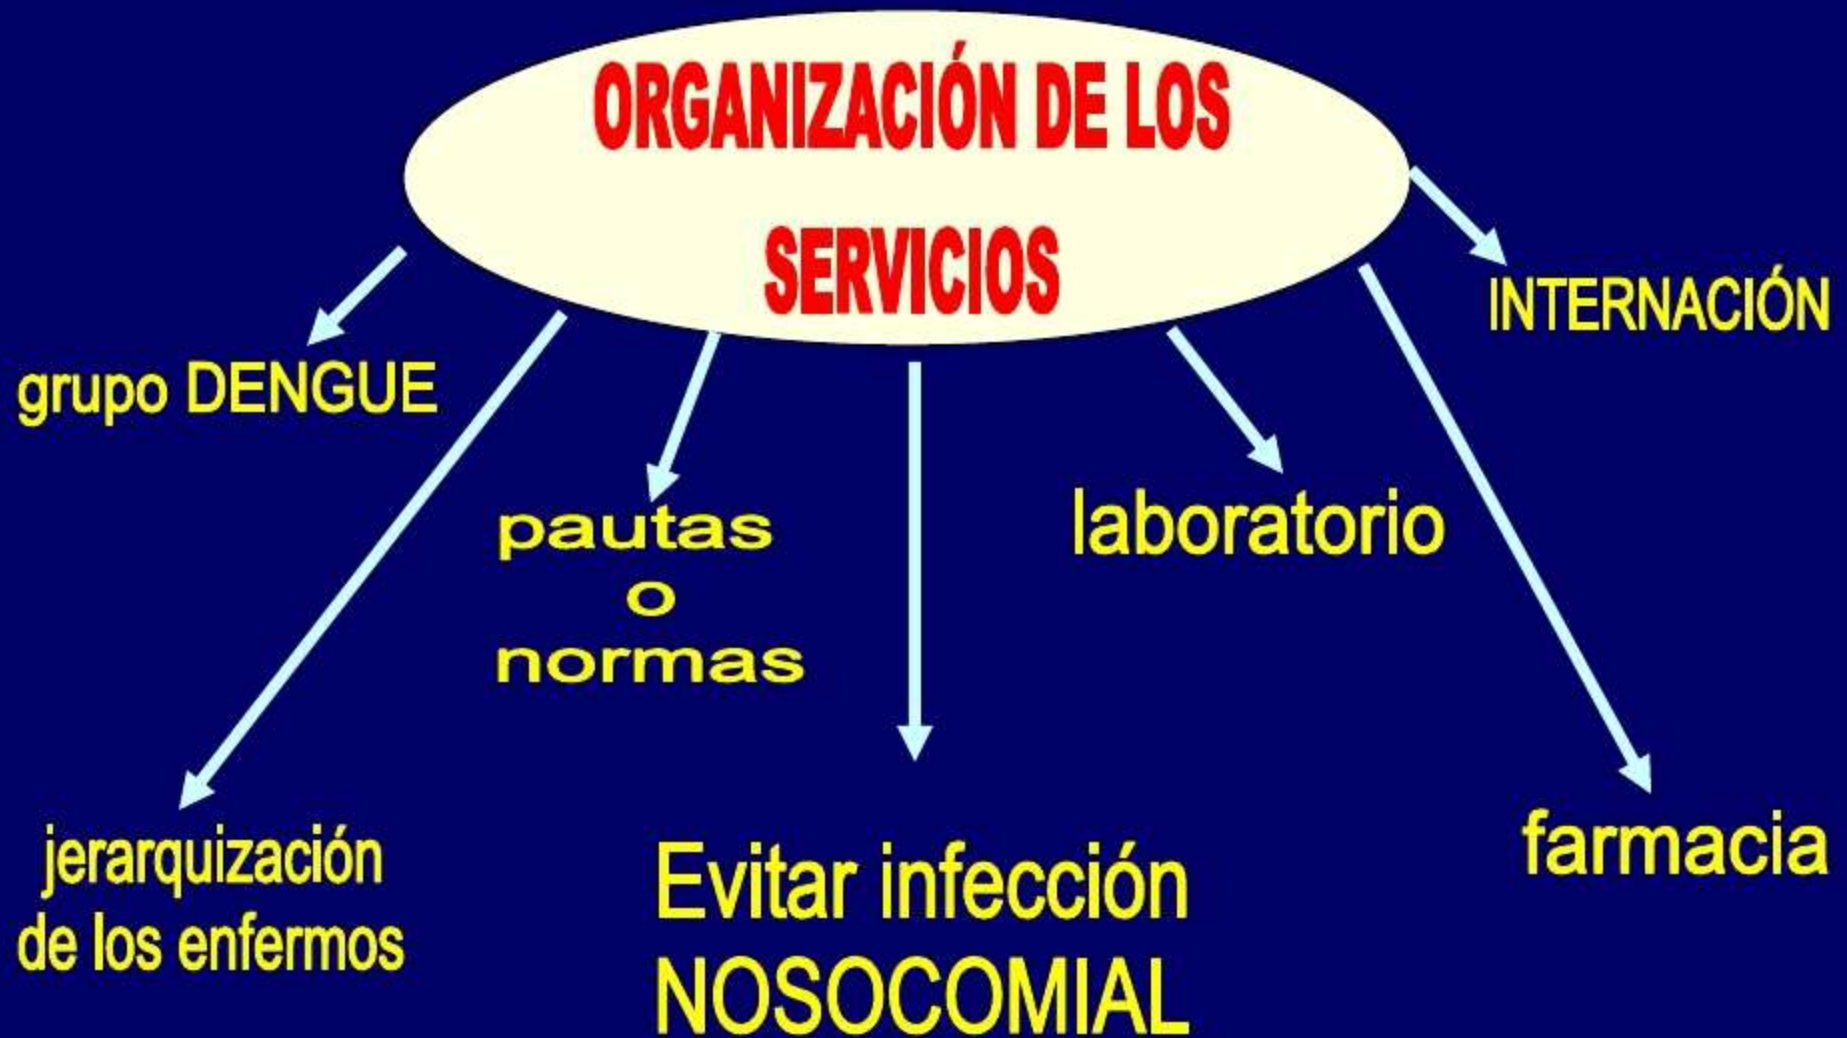 ORGANIZACIÓN DE LOS
SERVICIOS
INTERNACIÓN
grupo DENGUE
pautas
o
normas
laboratorio
jerarquización
de los enfermos
Evitar infección
NOSOCOMIAL
farmacia